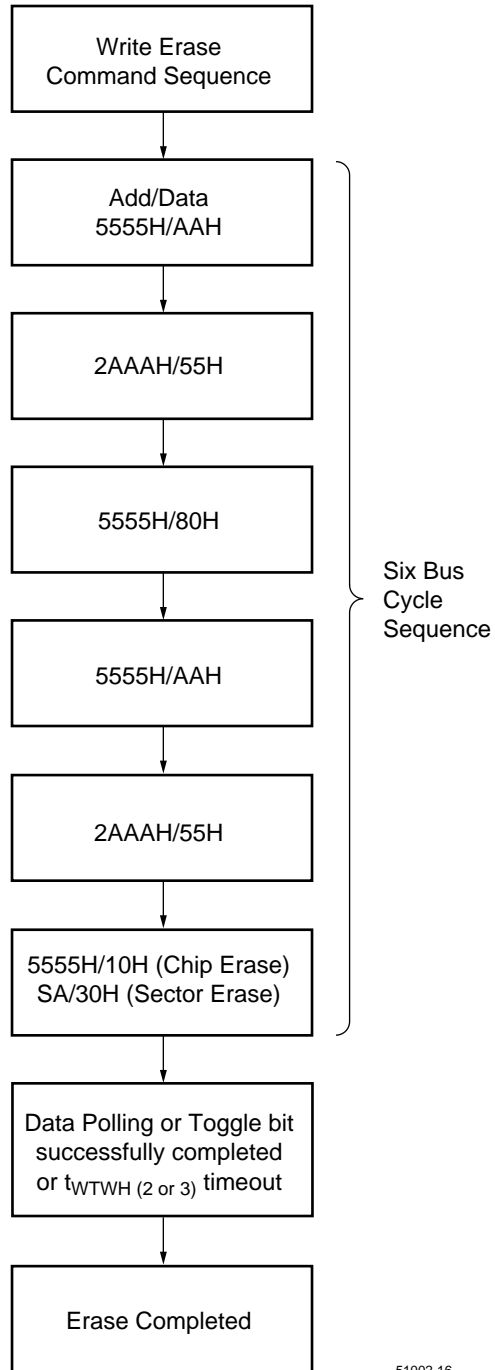 Write Erase
Command Sequence
Add/Data
5555H/AAH
2AAAH/55H
5555H/80H
5555H/AAH
2AAAH/55H
5555H/10H (Chip Erase)
SA/30H (Sector Erase)
Six Bus
Cycle
Sequence
Data Polling or Toggle bit
successfully completed
or tWTWH (2 or 3) timeout
Erase Completed
51002-16